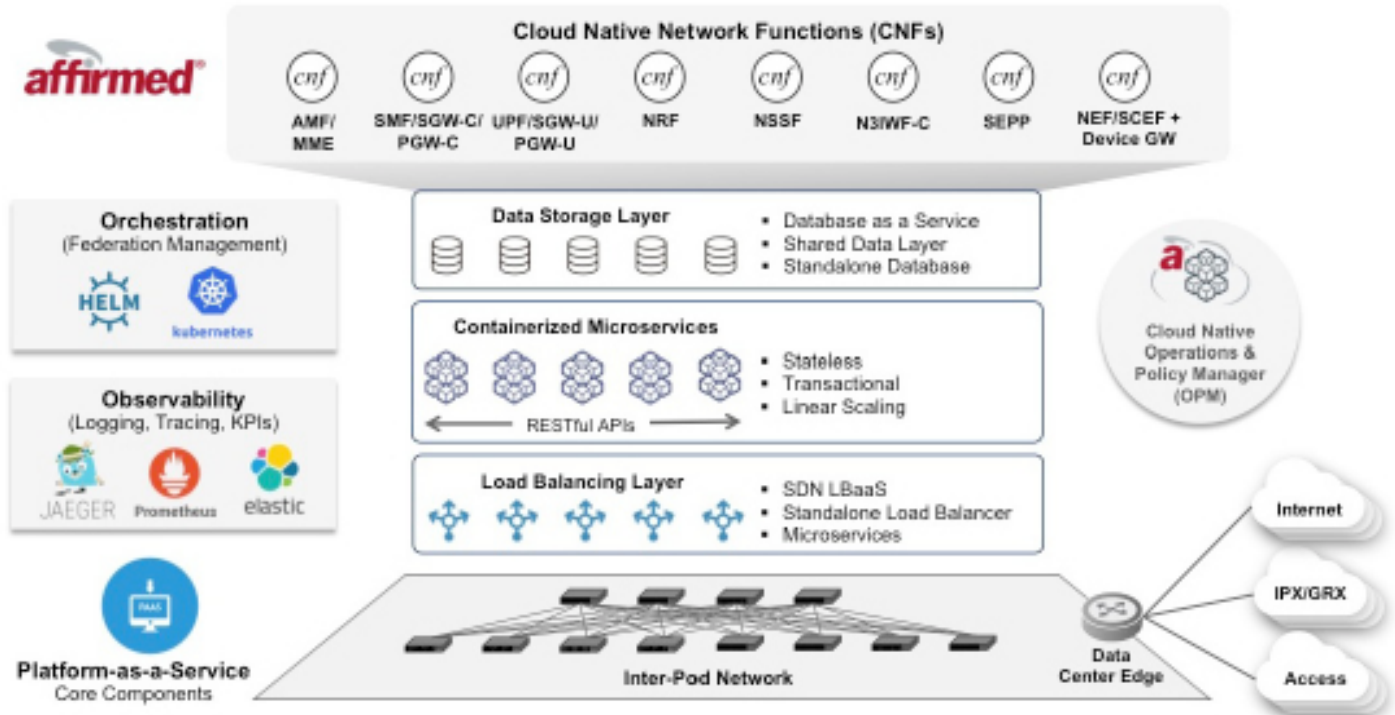 affirmed®
Cloud Native Network Functions (CNFs)
cnf cnf cnf cnf cnf cnf cnf cnf
AMF/
MME
SMF/SGW-C/
PGW-C
UPF/SGW-U/
PGW-U
NRF
NSSF
N3IWF-C
SEPP
NEF/SCEF +
Device GW
Orchestration
(Federation Management)
HELM
kubernetes
Observability
(Logging, Tracing, KPIs)
JAEGER
Prometheus
elastic
PAAS
Platform-as-a-Service
Core Components
Data Storage Layer
▪ Database as a Service
▪ Shared Data Layer
▪ Standalone Database
Containerized Microservices
RESTful APIs
▪ Stateless
▪ Transactional
▪ Linear Scaling
Load Balancing Layer
▪ SDN LBaaS
▪ Standalone Load Balancer
▪ Microservices
Inter-Pod Network
a
Cloud Native
Operations &
Policy Manager
(OPM)
Data
Center Edge
Internet
IPX/GRX
Access